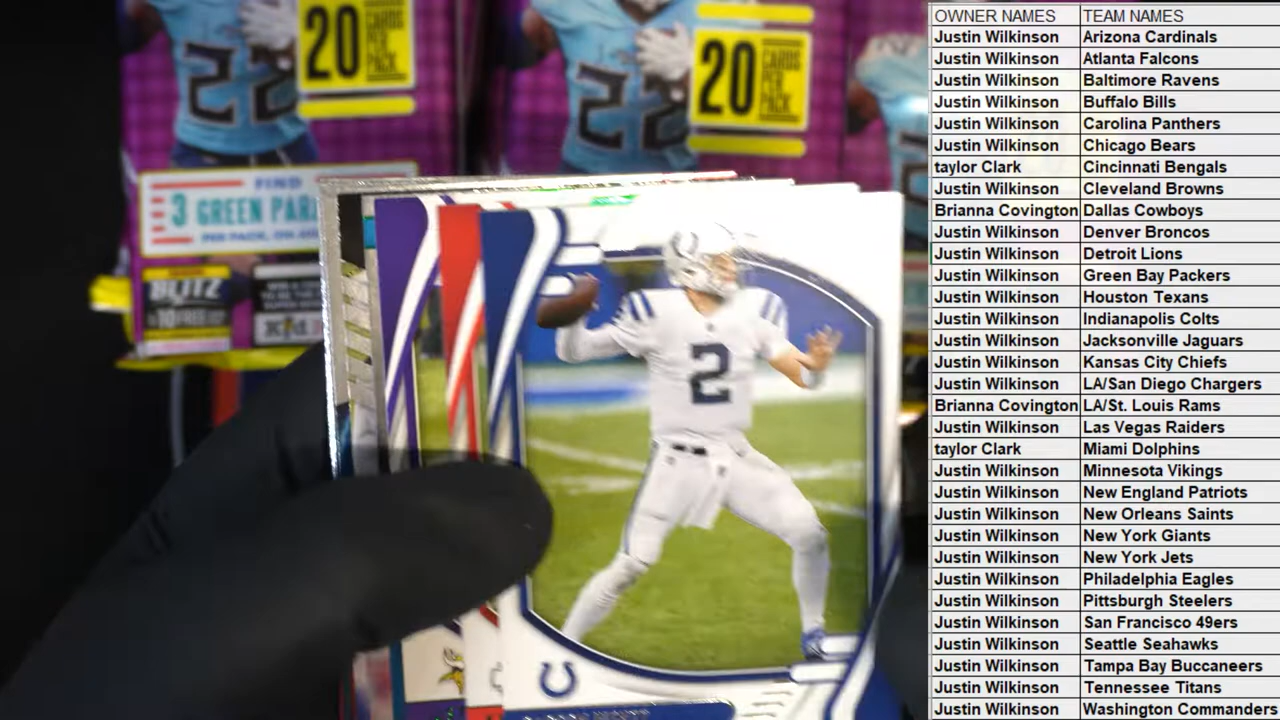 20 CARDS PER PACK
20 CARDS PER PACK
22
22
FIND
3 GREEN PAR
PER PACK, ON
BLITZ
2
OWNER NAMES TEAM NAMES
Justin Wilkinson Arizona Cardinals
Justin Wilkinson Atlanta Falcons
Justin Wilkinson Baltimore Ravens
Justin Wilkinson Buffalo Bills
Justin Wilkinson Carolina Panthers
Justin Wilkinson Chicago Bears
taylor Clark Cincinnati Bengals
Justin Wilkinson Cleveland Browns
Brianna Covington Dallas Cowboys
Justin Wilkinson Denver Broncos
Justin Wilkinson Detroit Lions
Justin Wilkinson Green Bay Packers
Justin Wilkinson Houston Texans
Justin Wilkinson Indianapolis Colts
Justin Wilkinson Jacksonville Jaguars
Justin Wilkinson Kansas City Chiefs
Justin Wilkinson LA/San Diego Chargers
Brianna Covington LA/St. Louis Rams
Justin Wilkinson Las Vegas Raiders
taylor Clark Miami Dolphins
Justin Wilkinson Minnesota Vikings
Justin Wilkinson New England Patriots
Justin Wilkinson New Orleans Saints
Justin Wilkinson New York Giants
Justin Wilkinson New York Jets
Justin Wilkinson Philadelphia Eagles
Justin Wilkinson Pittsburgh Steelers
Justin Wilkinson San Francisco 49ers
Justin Wilkinson Seattle Seahawks
Justin Wilkinson Tampa Bay Buccaneers
Justin Wilkinson Tennessee Titans
Justin Wilkinson Washington Commanders